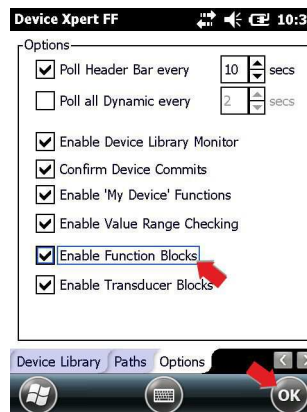 Device Xpert FF 10:3
Options
Poll Header Bar every 10 secs
Poll all Dynamic every 2 secs
Enable Device Library Monitor
Confirm Device Commits
Enable 'My Device' Functions
Enable Value Range Checking
Enable Function Blocks
Enable Transducer Blocks
Device Library Paths Options
OK